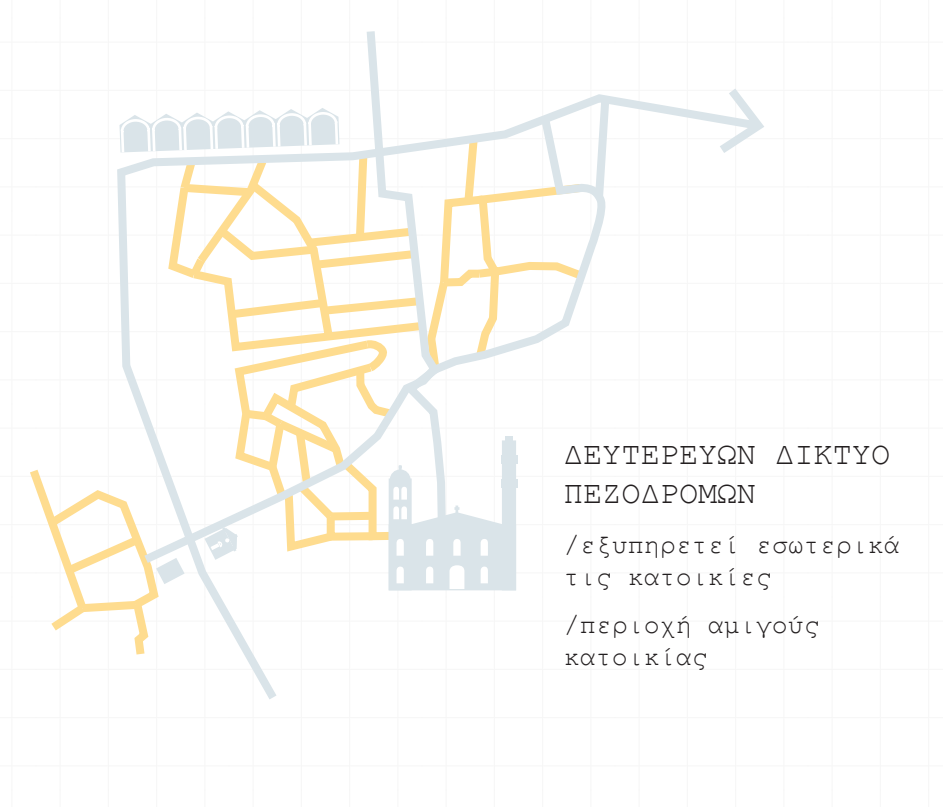 ΔΕΥΤΕΡΕΥΩΝ ΔΙΚΤΥΟ
ΠΕΖΟΔΡΟΜΩΝ
/εξυπηρετεί εσωτερικά
τις κατοικίες
/περιοχή αμιγούς
κατοικίας